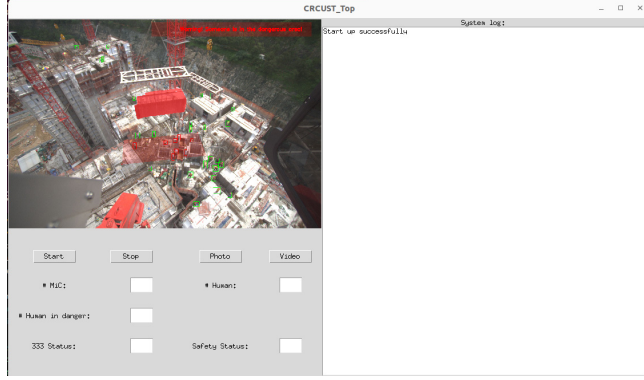 CRCUST_Top
System log:
Start up successfully
Start
Stop
Photo
Video
# MiC:
# Human:
# Human in danger:
333 Status:
Safety Status: